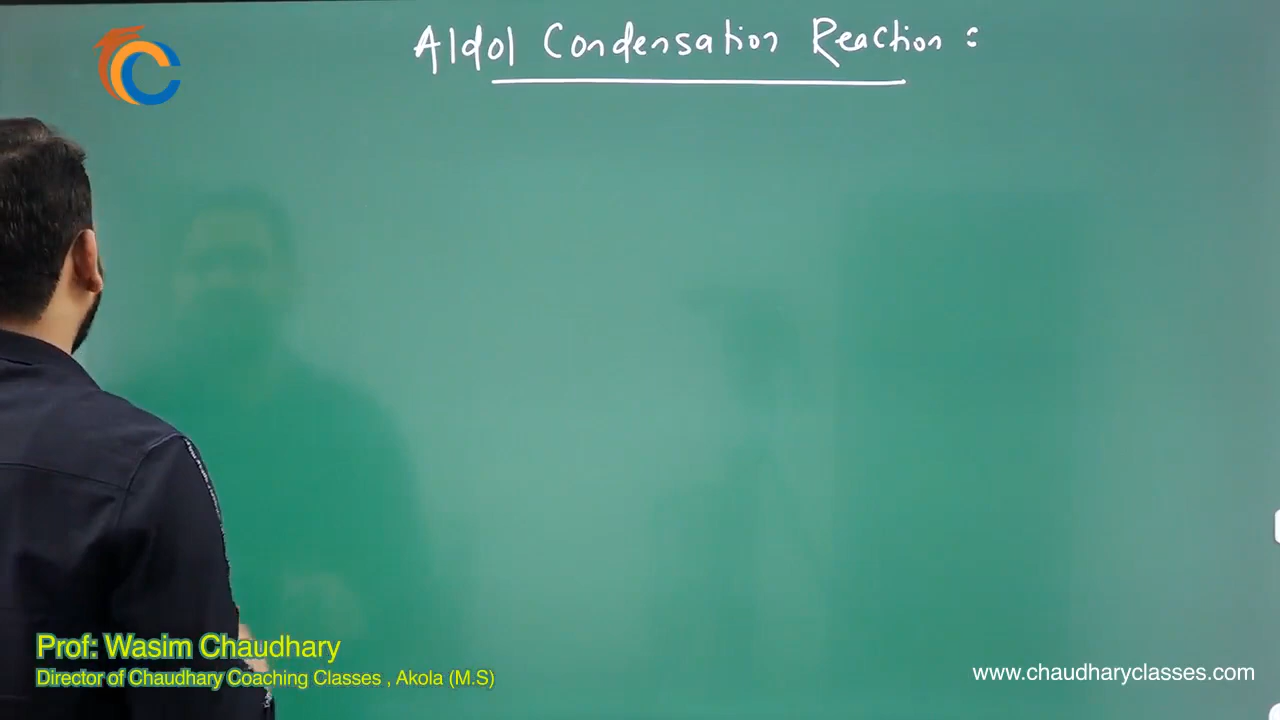 Aldol Condensation Reaction :
Prof: Wasim Chaudhary
Director of Chaudhary Coaching Classes , Akola (M.S)
www.chaudharyclasses.com